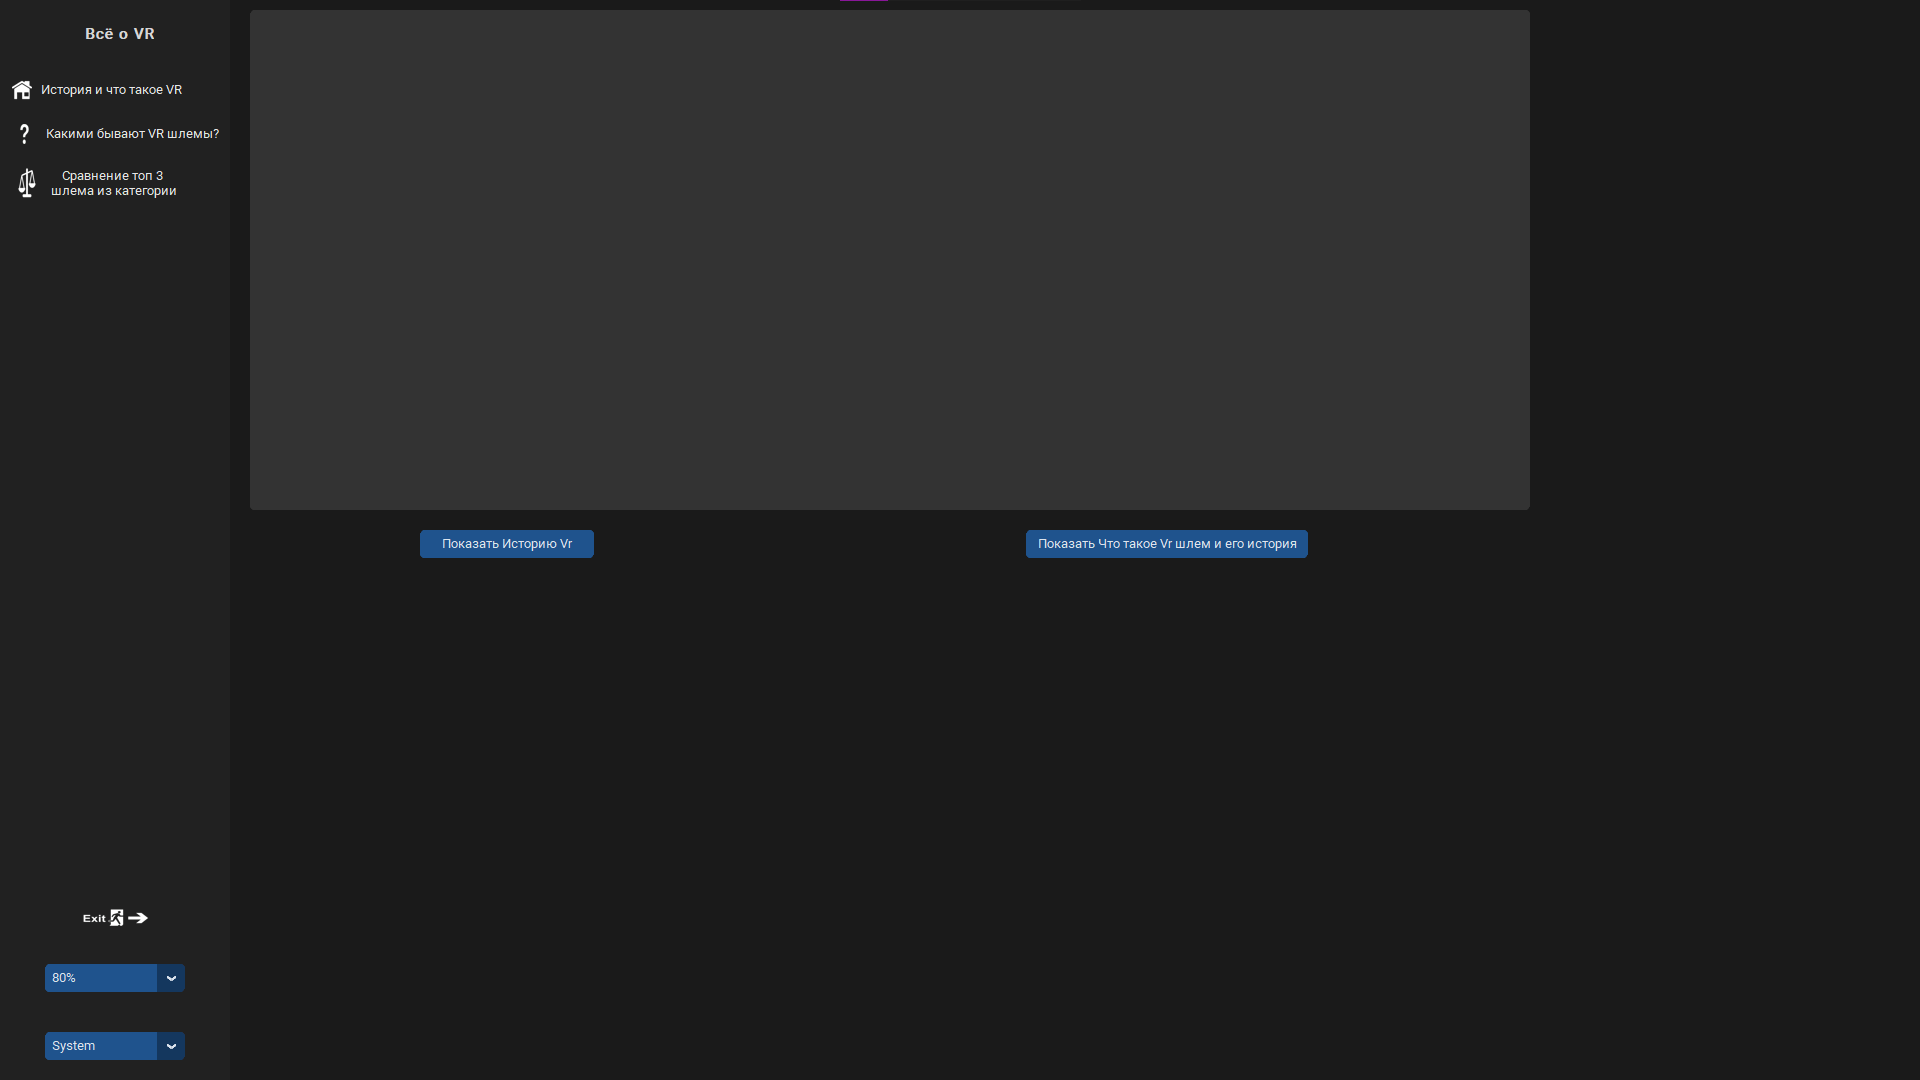 Всё о VR
История и что такое VR
Какими бывают VR шлемы?
Сравнение топ 3
шлема из категории
Показать Историю Vr
Показать Что такое Vr шлем и его история
Exit
80%
System